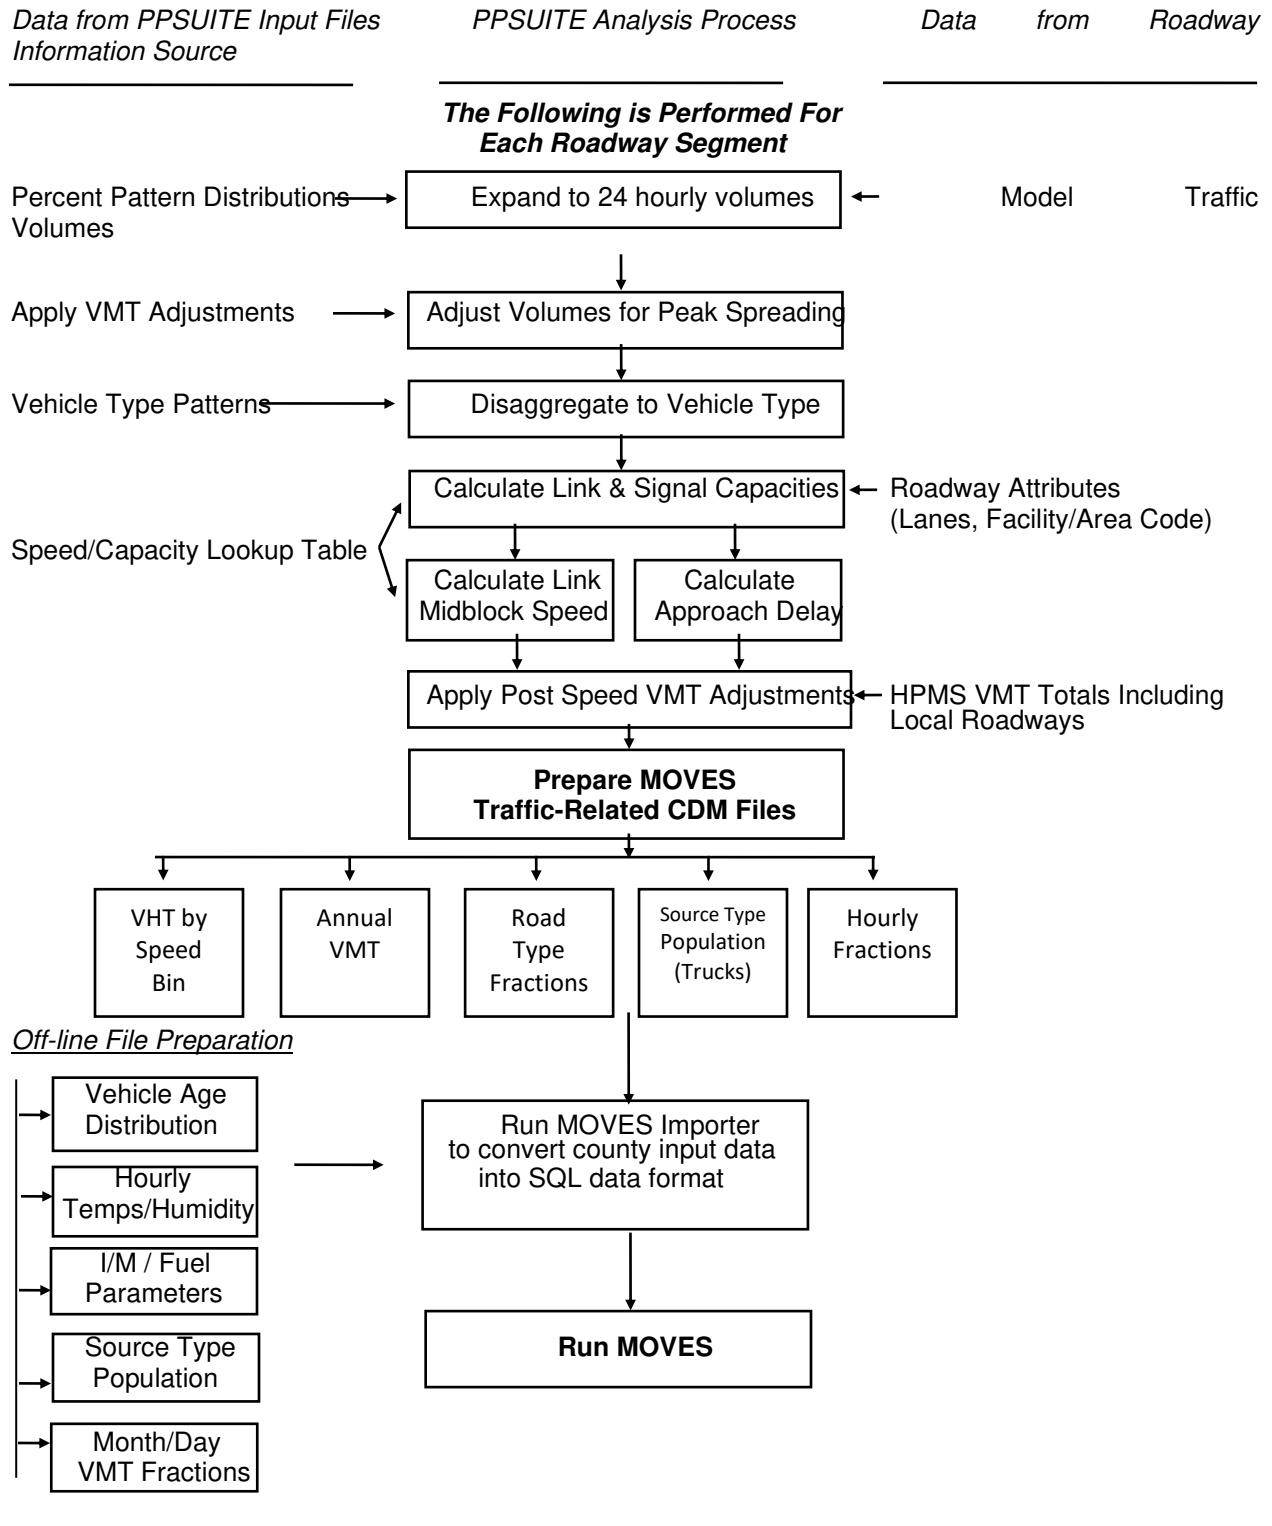 Data from PPSUITE Input Files PPSUITE Analysis Process Data from Roadway
Information Source
The Following is Performed For
Each Roadway Segment
Percent Pattern Distributions Expand to 24 hourly volumes Model Traffic
Volumes
Apply VMT Adjustments Adjust Volumes for Peak Spreading
Vehicle Type Patterns Disaggregate to Vehicle Type
Calculate Link & Signal Capacities Roadway Attributes
(Lanes, Facility/Area Code)
Speed/Capacity Lookup Table
Calculate Link Calculate
Midblock Speed Approach Delay
Apply Post Speed VMT Adjustments HPMS VMT Totals Including
Local Roadways
Prepare MOVES
Traffic-Related CDM Files
VHT by
Speed
Bin
Annual
VMT
Road
Type
Fractions
Source Type
Population
(Trucks)
Hourly
Fractions
Off-line File Preparation
Vehicle Age
Distribution
Hourly
Temps/Humidity
I/M / Fuel
Parameters
Source Type
Population
Month/Day
VMT Fractions
Run MOVES Importer
to convert county input data
into SQL data format
Run MOVES